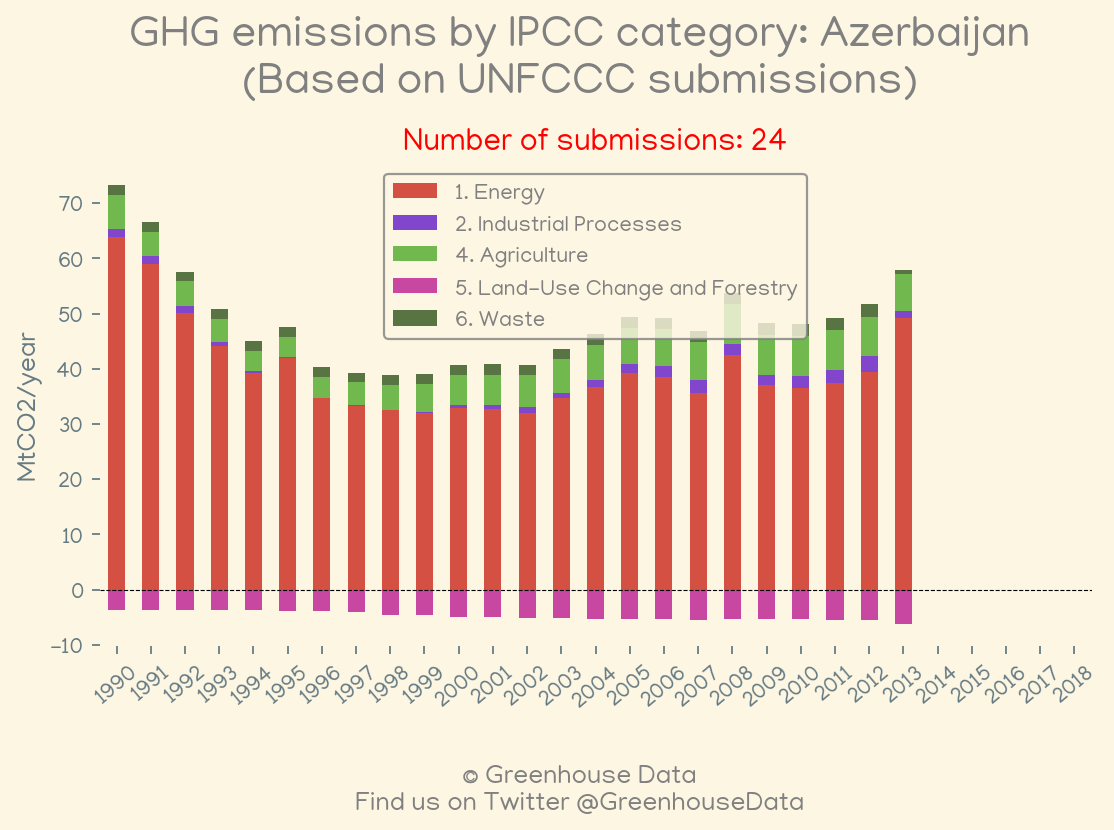 GHG emissions by IPCC category: Azerbaijan
(Based on UNFCCC submissions)
Number of submissions: 24
1. Energy
2. Industrial Processes
4. Agriculture
5. Land-Use Change and Forestry
6. Waste
MtCO2/year
70
60
50
40
30
20
10
0
−10
1990 1991 1992 1993 1994 1995 1996 1997 1998 1999 2000 2001 2002 2003 2004 2005 2006 2007 2008 2009 2010 2011 2012 2013 2014 2015 2016 2017 2018
© Greenhouse Data
Find us on Twitter @GreenhouseData